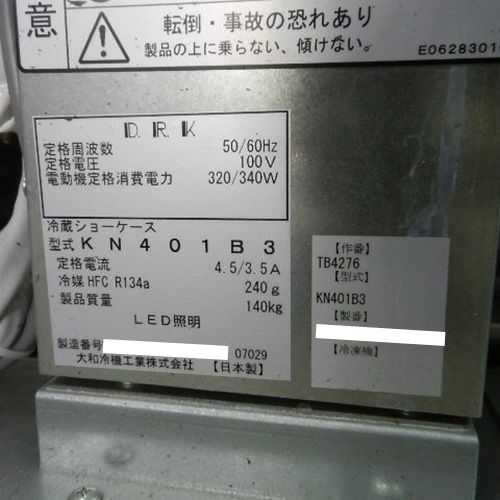 意
転倒・事故の恐れあり
製品の上に乗らない、傾けない。
E0628301
D.R.K
定格周波数 50/60Hz
定格電圧 100V
電動機定格消費電力 320/340W
冷蔵ショーケース
型式 KN401B3
定格電流 4.5/3.5A
冷媒 HFC R134a 240g
製品質量 140kg
LED照明
製造番号 07029
大和冷機工業株式会社 【日本製】
【作番】
TB4276
【型式】
KN401B3
【製番】
【冷凍機】